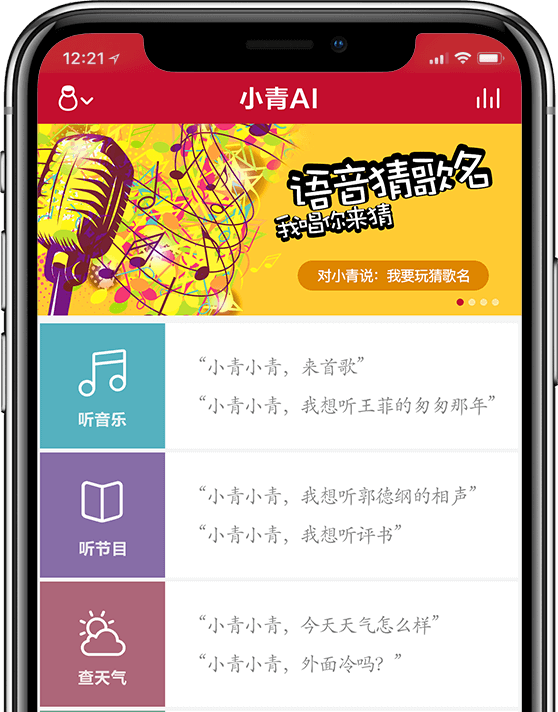 12:21
小青AI
语音猜歌名
我唱你来猜
对小青说：我要玩猜歌名
听音乐
“小青小青，来首歌”
“小青小青，我想听王菲的匆匆那年”
听节目
“小青小青，我想听郭德纲的相声”
“小青小青，我想听评书”
查天气
“小青小青，今天天气怎么样”
“小青小青，外面冷吗？”